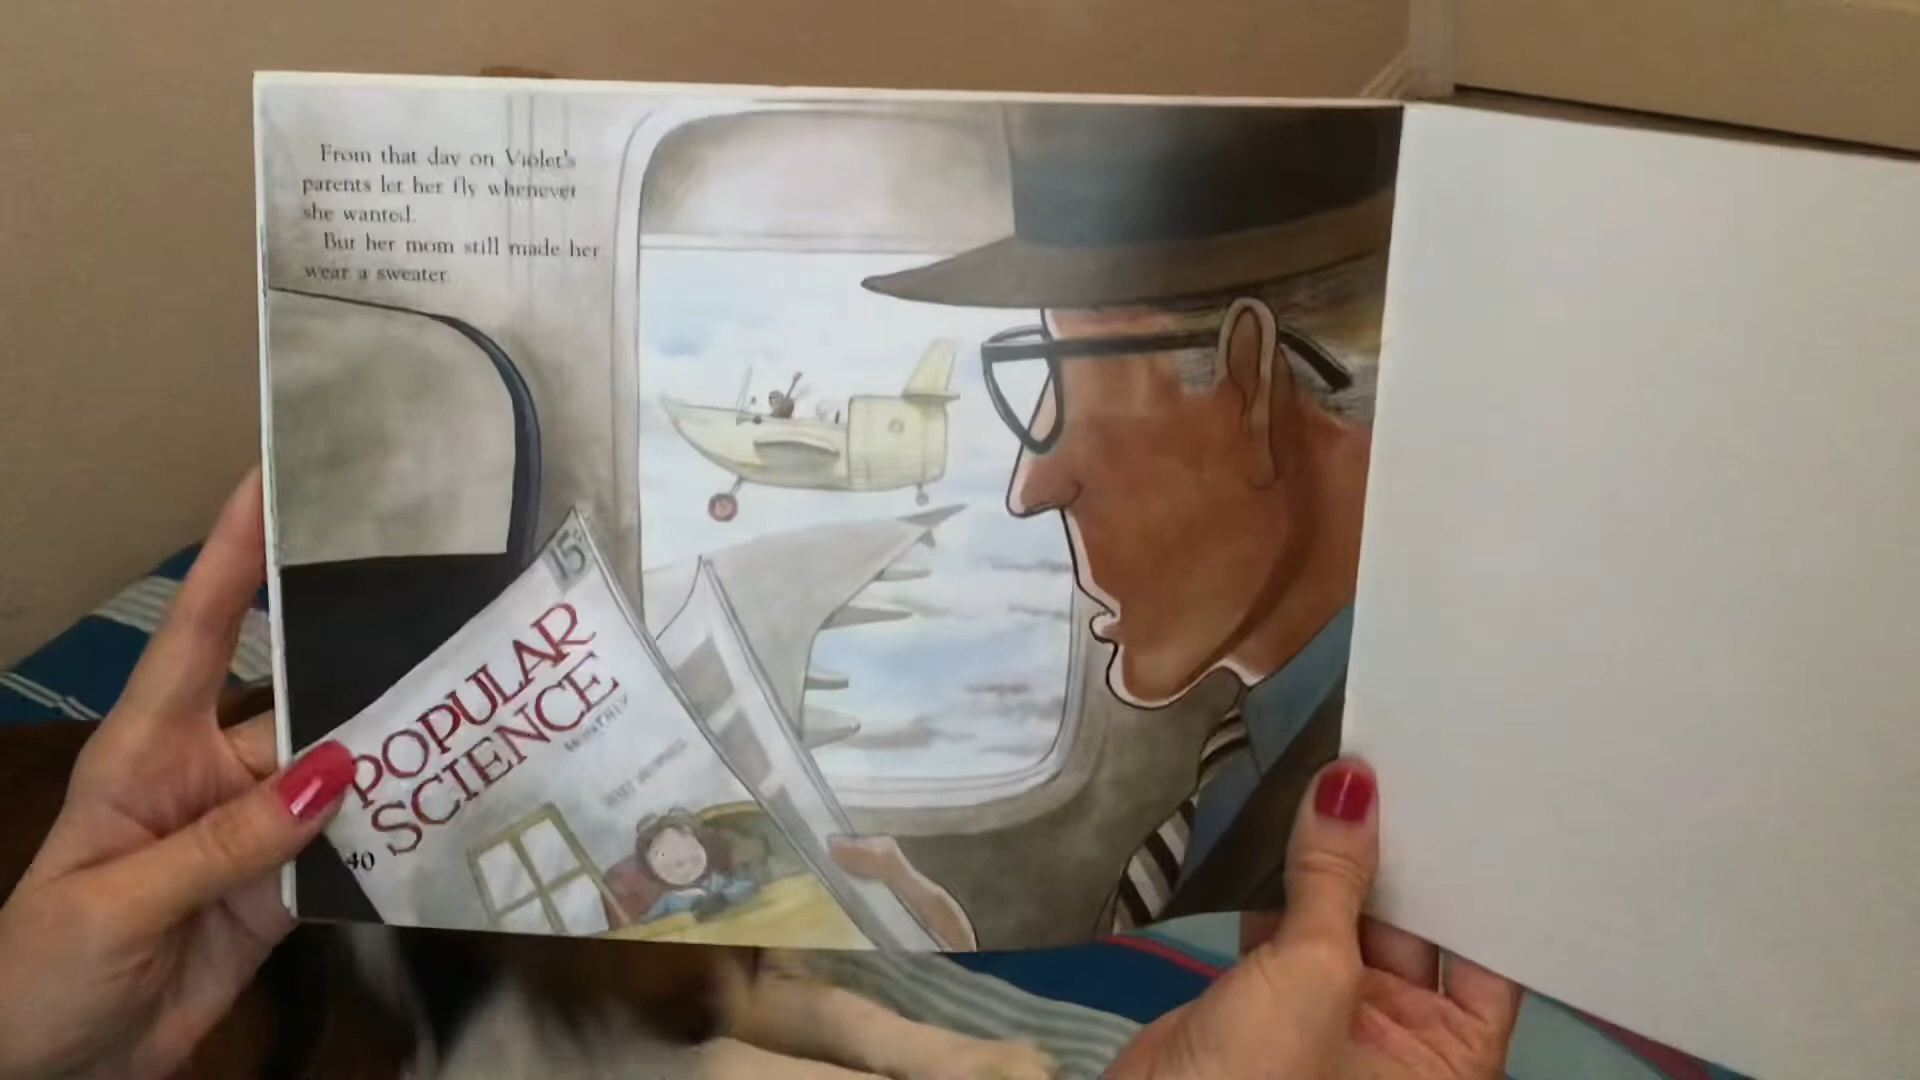 From that day on Violet's
parents let her fly whenever
she wanted.
But her mom still made her
wear a sweater.
15¢
POPULAR
SCIENCE
MONTHLY
40